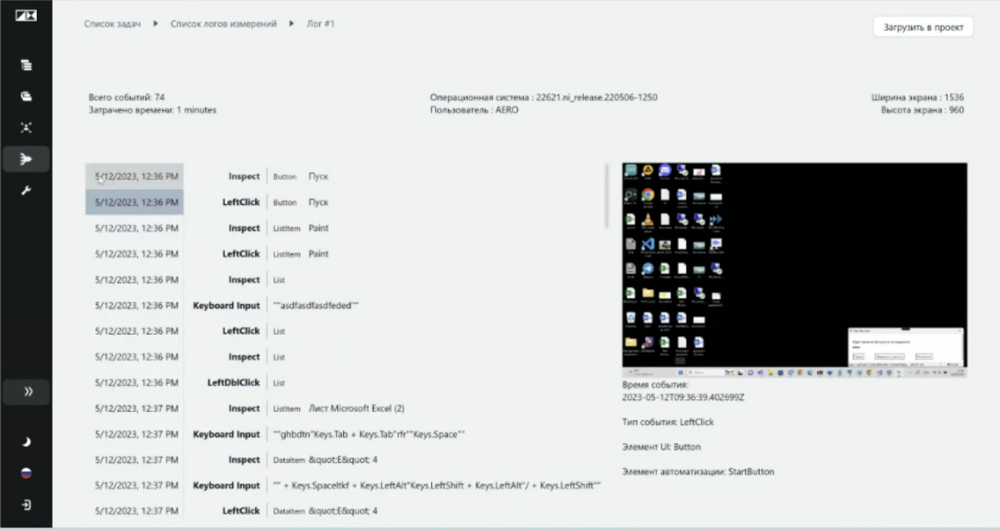 Список задач ▶ Список логов измерений ▶ Лог #1
Загрузить в проект
Всего событий: 74
Затрачено времени: 1 minutes
Операционная система : 22621.ni_release.220506-1250
Пользователь : AERO
Ширина экрана : 1536
Высота экрана : 960
5/12/2023, 12:36 PM Inspect Button Пуск
5/12/2023, 12:36 PM LeftClick Button Пуск
5/12/2023, 12:36 PM Inspect ListItem Paint
5/12/2023, 12:36 PM LeftClick ListItem Paint
5/12/2023, 12:36 PM Inspect List
5/12/2023, 12:36 PM Keyboard Input ""asdfasdfasdfeded""
5/12/2023, 12:36 PM LeftClick List
5/12/2023, 12:36 PM Inspect List
5/12/2023, 12:36 PM LeftDblClick List
5/12/2023, 12:37 PM Inspect ListItem Лист Microsoft Excel (2)
5/12/2023, 12:37 PM Keyboard Input ""ghbdtn"Keys.Tab + Keys.Tab"rfr""Keys.Space""
5/12/2023, 12:37 PM Inspect DataItem &quot;E&quot; 4
5/12/2023, 12:37 PM Keyboard Input "" + Keys.Spaceltkf + Keys.LeftAlt"Keys.LeftShift + Keys.LeftAlt"/ + Keys.LeftShift""
5/12/2023, 12:37 PM LeftClick DataItem &quot;E&quot; 4
Время события:
2023-05-12T09:36:39.402699Z
Тип события: LeftClick
Элемент UI: Button
Элемент автоматизации: StartButton